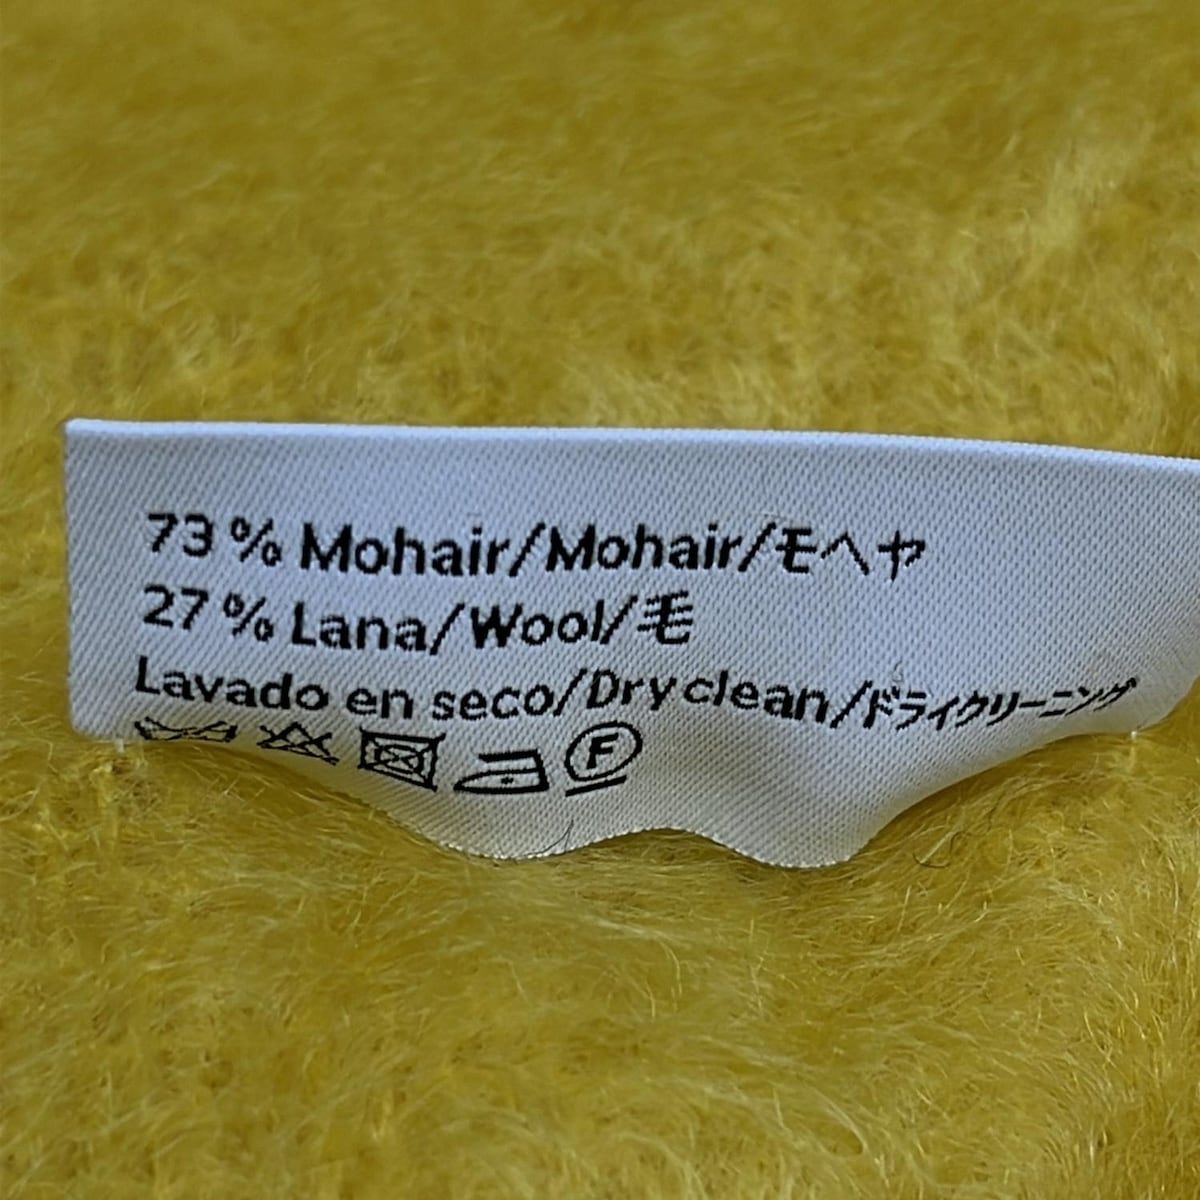 73 % Mohair/Mohair/モヘヤ
27 % Lana/Wool/毛
Lavado en seco/Dry clean/ドライクリーニング
F